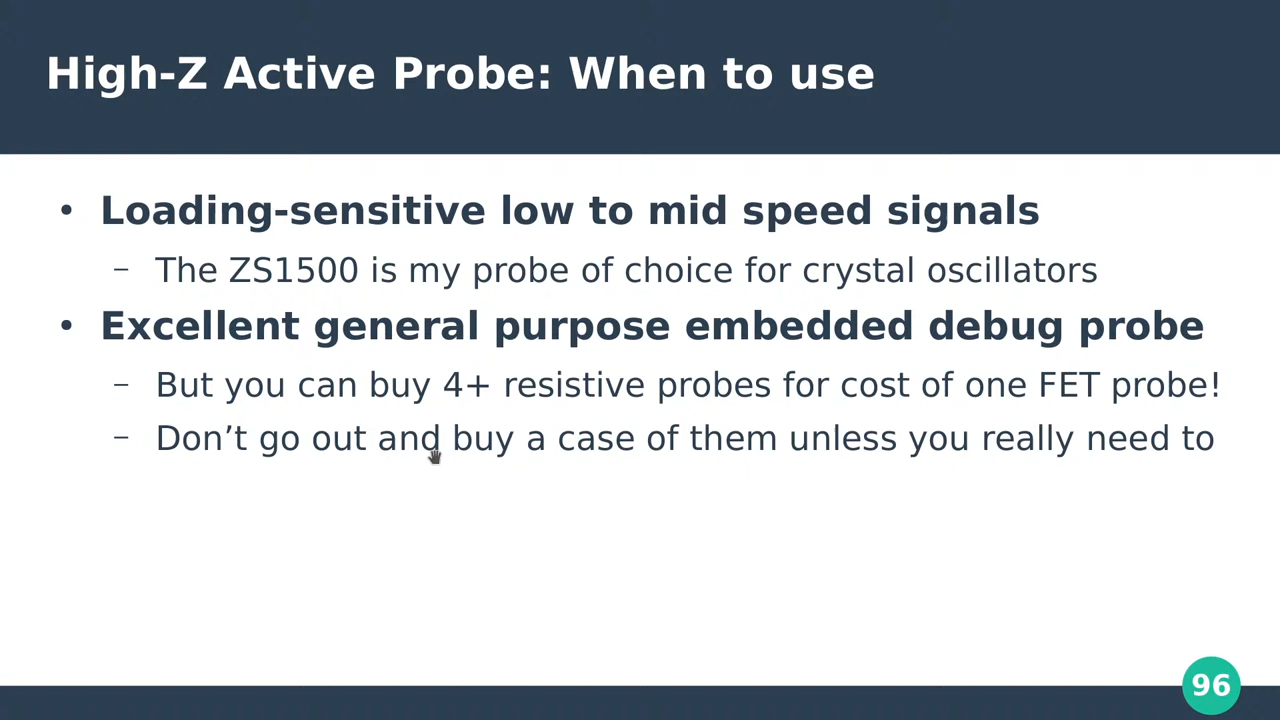 High-Z Active Probe: When to use
• Loading-sensitive low to mid speed signals
– The ZS1500 is my probe of choice for crystal oscillators
• Excellent general purpose embedded debug probe
– But you can buy 4+ resistive probes for cost of one FET probe!
– Don’t go out and buy a case of them unless you really need to
96